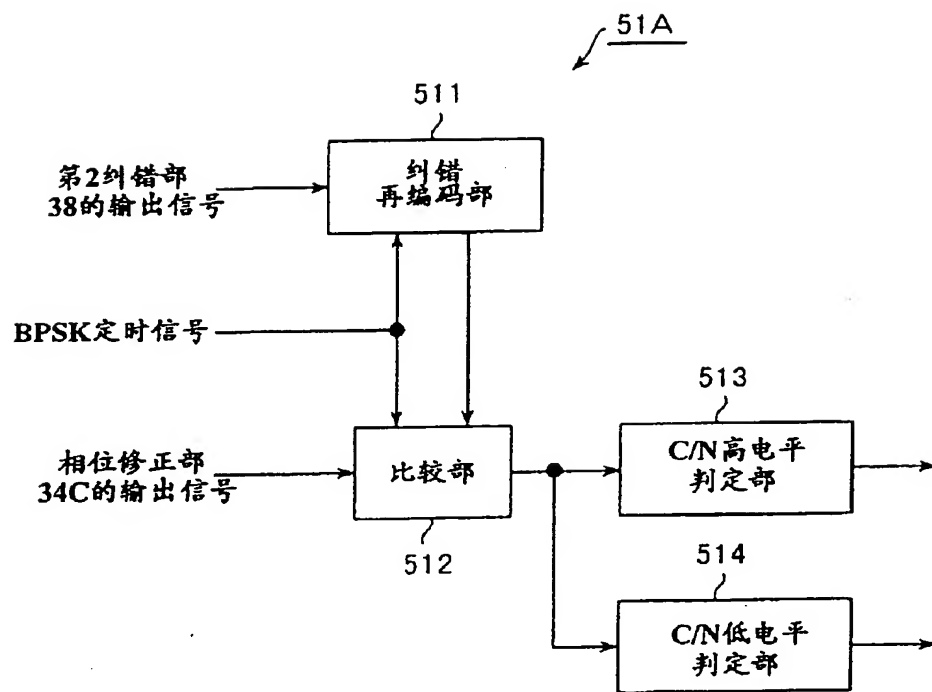 51A
511
第2纠错部
38的输出信号
纠错
再编码部
BPSK定时信号
513
相位修正部
34C的输出信号
比较部
C/N高电平
判定部
512
514
C/N低电平
判定部